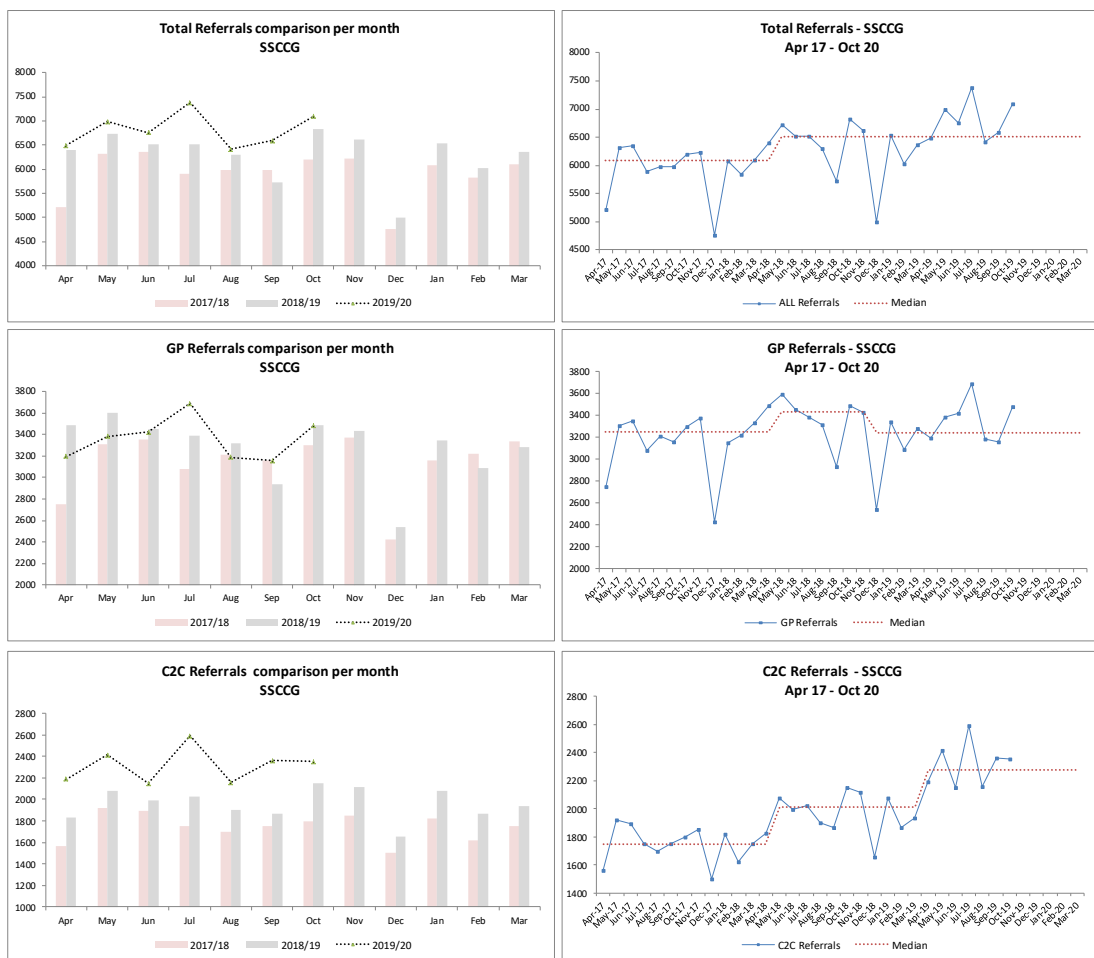 Total Referrals comparison per month
SSCCG
8000
7500
7000
6500
6000
5500
5000
4500
4000
Apr May Jun Jul Aug Sep Oct Nov Dec Jan Feb Mar
2017/18 2018/19 2019/20
Total Referrals - SSCCG
Apr 17 - Oct 20
8000
7500
7000
6500
6000
5500
5000
4500
Apr-17 May-17 Jun-17 Jul-17 Aug-17 Sep-17 Oct-17 Nov-17 Dec-17 Jan-18 Feb-18 Mar-18 Apr-18 May-18 Jun-18 Jul-18 Aug-18 Sep-18 Oct-18 Nov-18 Dec-18 Jan-19 Feb-19 Mar-19 Apr-19 May-19 Jun-19 Jul-19 Aug-19 Sep-19 Oct-19 Nov-19 Dec-19 Jan-20 Feb-20 Mar-20
ALL Referrals Median
GP Referrals comparison per month
SSCCG
3800
3600
3400
3200
3000
2800
2600
2400
2200
2000
Apr May Jun Jul Aug Sep Oct Nov Dec Jan Feb Mar
2017/18 2018/19 2019/20
GP Referrals - SSCCG
Apr 17 - Oct 20
3800
3600
3400
3200
3000
2800
2600
2400
2200
2000
Apr-17 May-17 Jun-17 Jul-17 Aug-17 Sep-17 Oct-17 Nov-17 Dec-17 Jan-18 Feb-18 Mar-18 Apr-18 May-18 Jun-18 Jul-18 Aug-18 Sep-18 Oct-18 Nov-18 Dec-18 Jan-19 Feb-19 Mar-19 Apr-19 May-19 Jun-19 Jul-19 Aug-19 Sep-19 Oct-19 Nov-19 Dec-19 Jan-20 Feb-20 Mar-20
GP Referrals Median
C2C Referrals comparison per month
SSCCG
2800
2600
2400
2200
2000
1800
1600
1400
1200
1000
Apr May Jun Jul Aug Sep Oct Nov Dec Jan Feb Mar
2017/18 2018/19 2019/20
C2C Referrals - SSCCG
Apr 17 - Oct 20
2800
2600
2400
2200
2000
1800
1600
1400
Apr-17 May-17 Jun-17 Jul-17 Aug-17 Sep-17 Oct-17 Nov-17 Dec-17 Jan-18 Feb-18 Mar-18 Apr-18 May-18 Jun-18 Jul-18 Aug-18 Sep-18 Oct-18 Nov-18 Dec-18 Jan-19 Feb-19 Mar-19 Apr-19 May-19 Jun-19 Jul-19 Aug-19 Sep-19 Oct-19 Nov-19 Dec-19 Jan-20 Feb-20 Mar-20
C2C Referrals Median